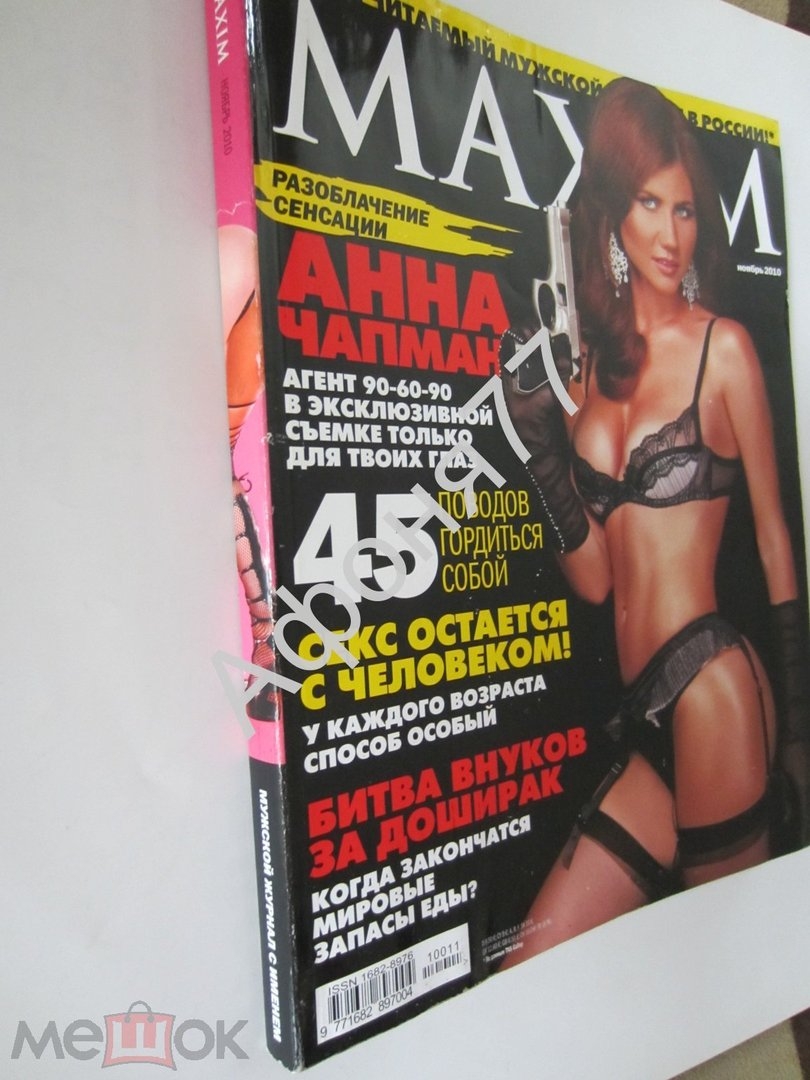 ЧИТАЕМЫЙ МУЖСКОЙ В РОССИИ!*
MAXIM
ноябрь 2010
РАЗОБЛАЧЕНИЕ
СЕНСАЦИИ
АННА
ЧАПМАН
АГЕНТ 90-60-90
В ЭКСКЛЮЗИВНОЙ
СЪЕМКЕ ТОЛЬКО
ДЛЯ ТВОИХ ГЛАЗ
45
ПОВОДОВ
ГОРДИТЬСЯ
СОБОЙ
СЕКС ОСТАЕТСЯ
С ЧЕЛОВЕКОМ!
У КАЖДОГО ВОЗРАСТА
СПОСОБ ОСОБЫЙ
БИТВА ВНУКОВ
ЗА ДОШИРАК
КОГДА ЗАКОНЧАТСЯ
МИРОВЫЕ
ЗАПАСЫ ЕДЫ?
ISSN 1682-8976
10011
9 771682 897004
AXIM
НОЯБРЬ 2010
МУЖСКОЙ ЖУРНАЛ С ИМЕНЕМ
Афоня77
мешок